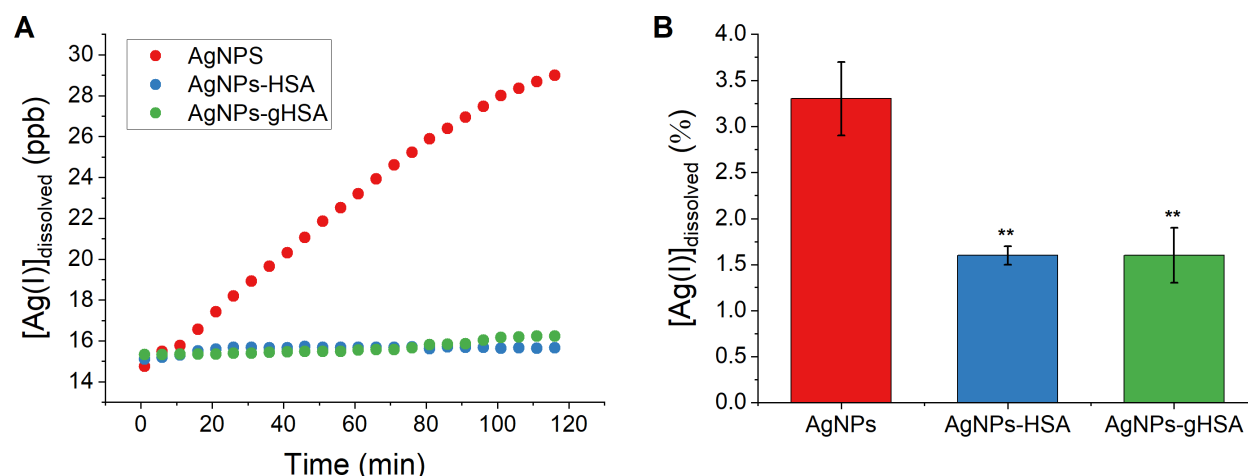 A
AgNPS
AgNPs-HSA
AgNPs-gHSA
[Ag(I)]dissolved (ppb)
30
28
26
24
22
20
18
16
14
0 20 40 60 80 100 120
Time (min)
B
[Ag(I)]dissolved (%)
4.0
3.5
3.0
2.5
2.0
1.5
1.0
0.5
0.0
**
**
AgNPs AgNPs-HSA AgNPs-gHSA